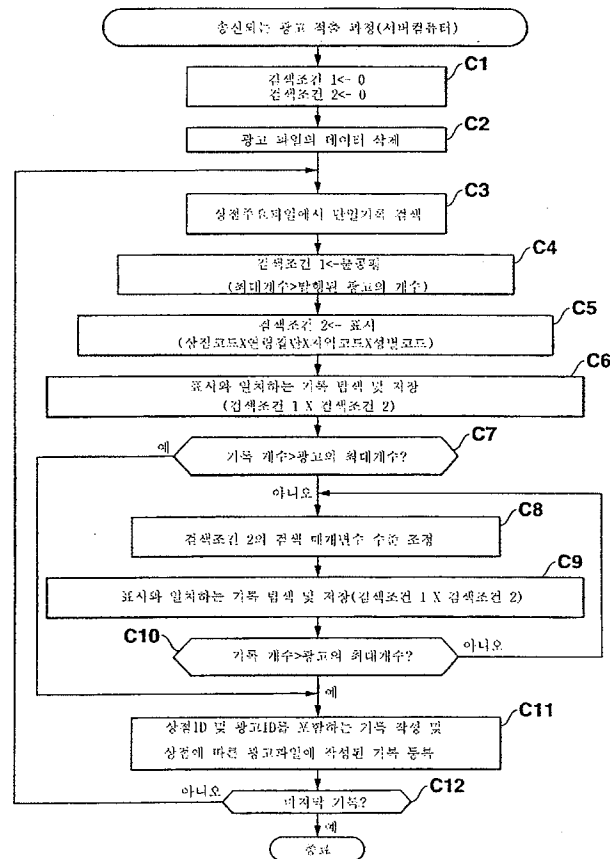 송신되는 광고 적출 과정(서버컴퓨터)
C1
검색조건 1<- 0
검색조건 2<- 0
C2
광고 파일의 데이터 삭제
C3
상점주요파일에서 단일기록 검색
C4
검색조건 1<-
(최대개수>발행된 광고의 개수)
C5
검색조건 2<- 표시
(상점코드X연령집단X지역코드X성별코드)
C6
표시와 일치하는 기록 탐색 및 저장
(검색조건 1 X 검색조건 2)
C7
예
기록 개수>광고의 최대개수?
아니오
C8
검색조건 2의 검색 매개변수 수준 조정
C9
표시와 일치하는 기록 탐색 및 저장(검색조건 1 X 검색조건 2)
C10
기록 개수>광고의 최대개수?
아니오
예
C11
상점ID 및 광고ID를 포함하는 기록 작성 및
상점에 따른 광고파일에 작성된 기록 등록
아니오
C12
마지막 기록?
예
종료